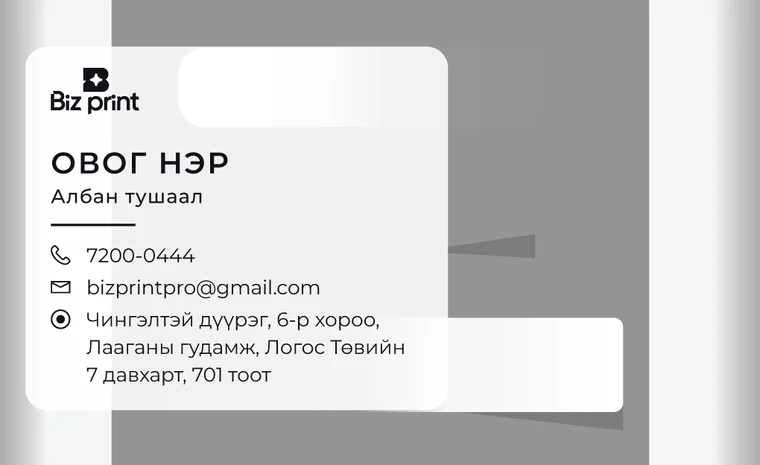 Biz print
ОВОГ НЭР
Албан тушаал
7200-0444
bizprintpro@gmail.com
Чингэлтэй дүүрэг, 6-р хороо,
Лааганы гудамж, Логос Төвийн
7 давхарт, 701 тоот